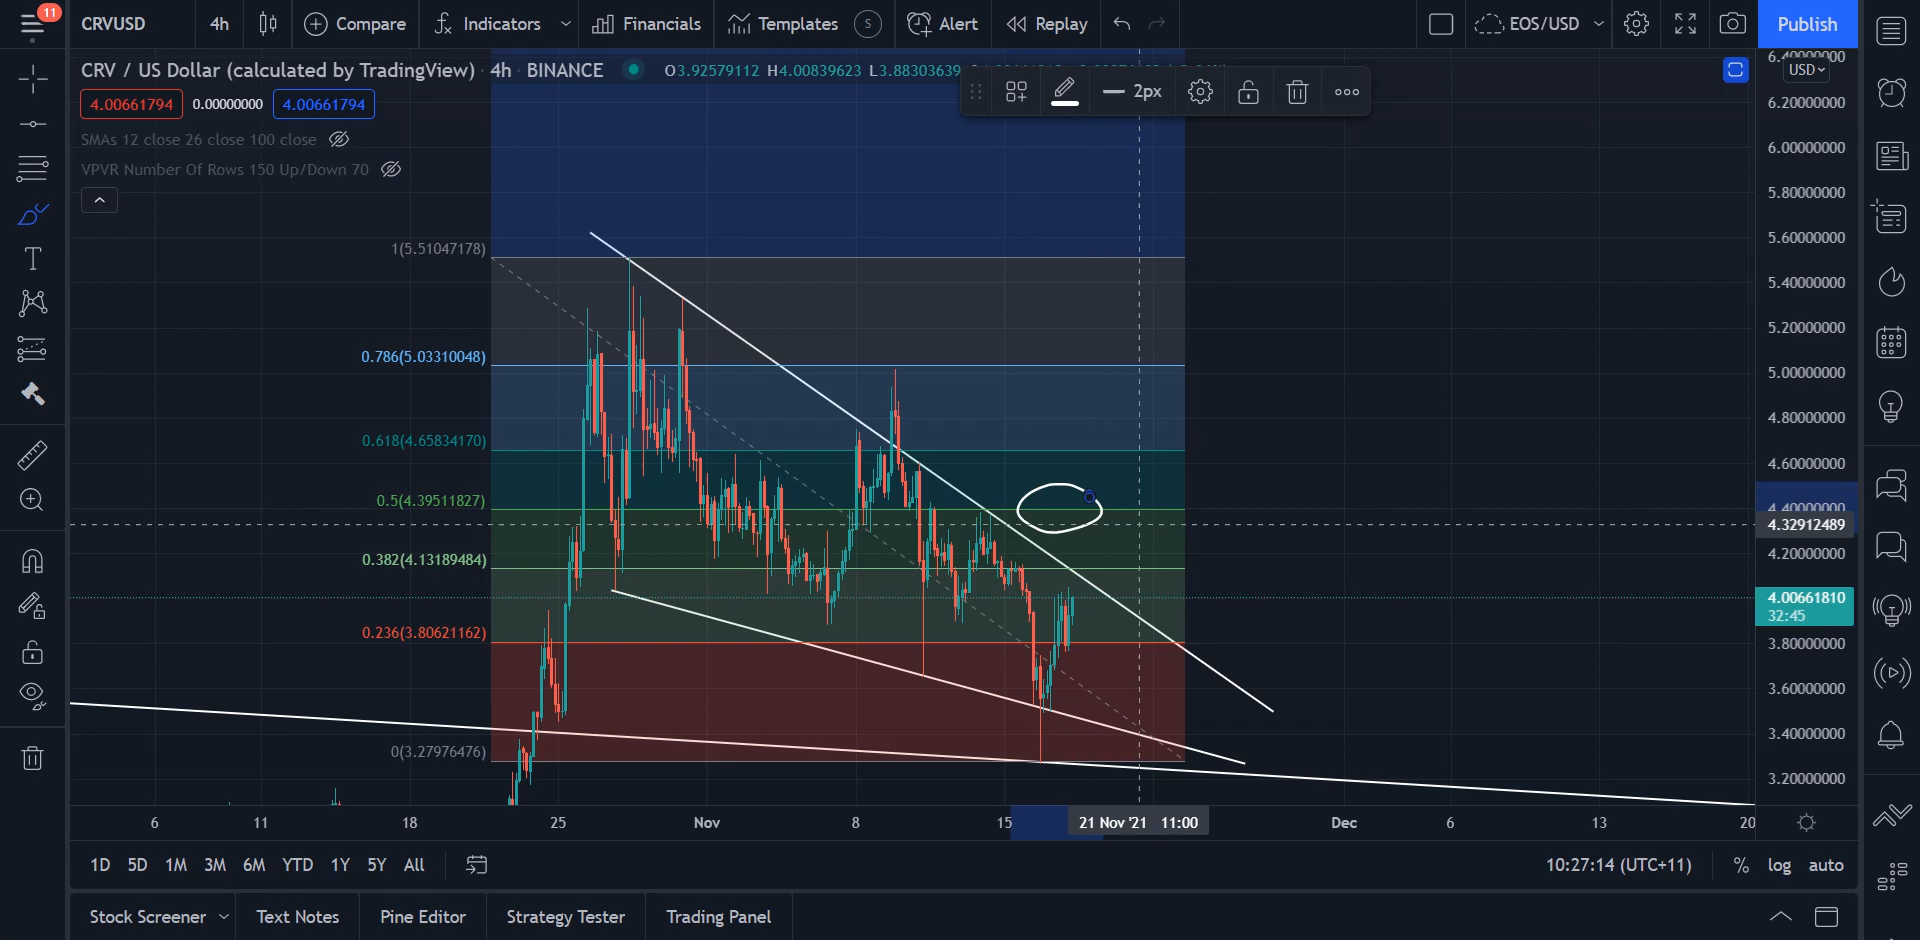 11
CRVUSD 4h Compare Indicators Financials Templates S Alert Replay EOS/USD Publish
CRV / US Dollar (calculated by TradingView) · 4h · BINANCE O3.92579112 H4.00839623 L3.88303639
4.00661794 0.00000000 4.00661794
SMAs 12 close 26 close 100 close
VPVR Number Of Rows 150 Up/Down 70
2px
USD
1(5.51047178)
0.786(5.03310048)
0.618(4.65834170)
0.5(4.39511827)
0.382(4.13189484)
0.236(3.80621162)
0(3.27976476)
6.40000000
6.20000000
6.00000000
5.80000000
5.60000000
5.40000000
5.20000000
5.00000000
4.80000000
4.60000000
4.40000000
4.32912489
4.20000000
4.00661810
32:45
3.80000000
3.60000000
3.40000000
3.20000000
6 11 18 25 Nov 8 15 21 Nov '21 11:00 Dec 6 13 20
1D 5D 1M 3M 6M YTD 1Y 5Y All 10:27:14 (UTC+11) % log auto
Stock Screener Text Notes Pine Editor Strategy Tester Trading Panel